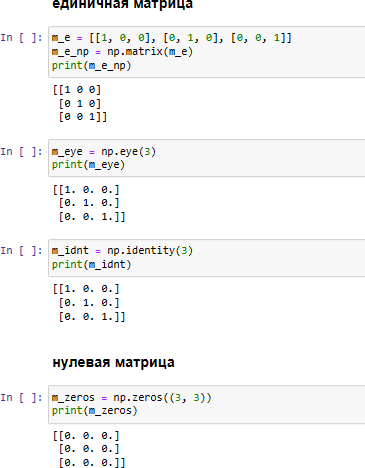 единичная матрица
In [ ]: m_e = [[1, 0, 0], [0, 1, 0], [0, 0, 1]]
m_e_np = np.matrix(m_e)
print(m_e_np)
[[1 0 0]
[0 1 0]
[0 0 1]]
In [ ]: m_eye = np.eye(3)
print(m_eye)
[[1. 0. 0.]
[0. 1. 0.]
[0. 0. 1.]]
In [ ]: m_idnt = np.identity(3)
print(m_idnt)
[[1. 0. 0.]
[0. 1. 0.]
[0. 0. 1.]]
нулевая матрица
In [ ]: m_zeros = np.zeros((3, 3))
print(m_zeros)
[[0. 0. 0.]
[0. 0. 0.]
[0. 0. 0.]]